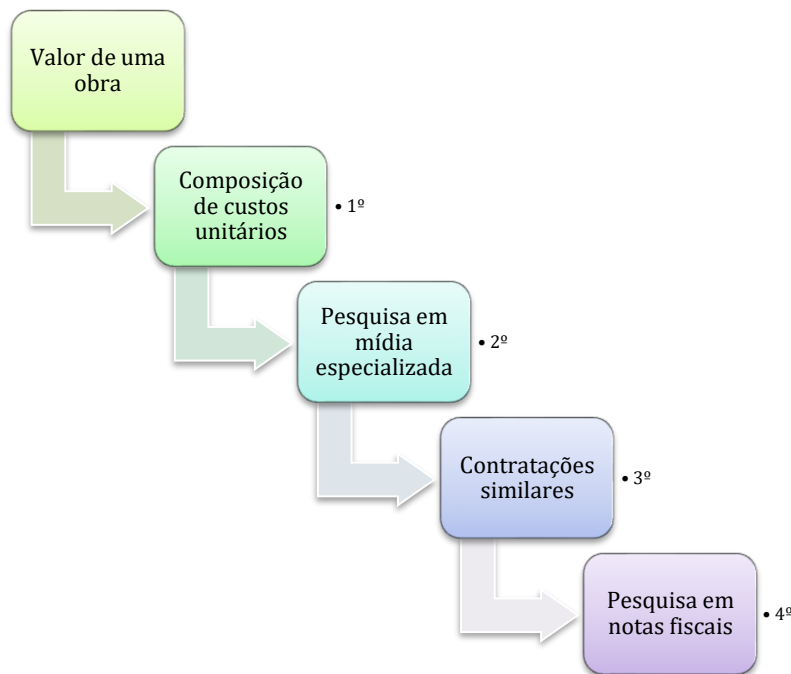 Valor de uma
obra
Composição
de custos
unitários
• 1º
Pesquisa em
mídia
especializada
• 2º
Contratações
similares
• 3º
Pesquisa em
notas fiscais
• 4º